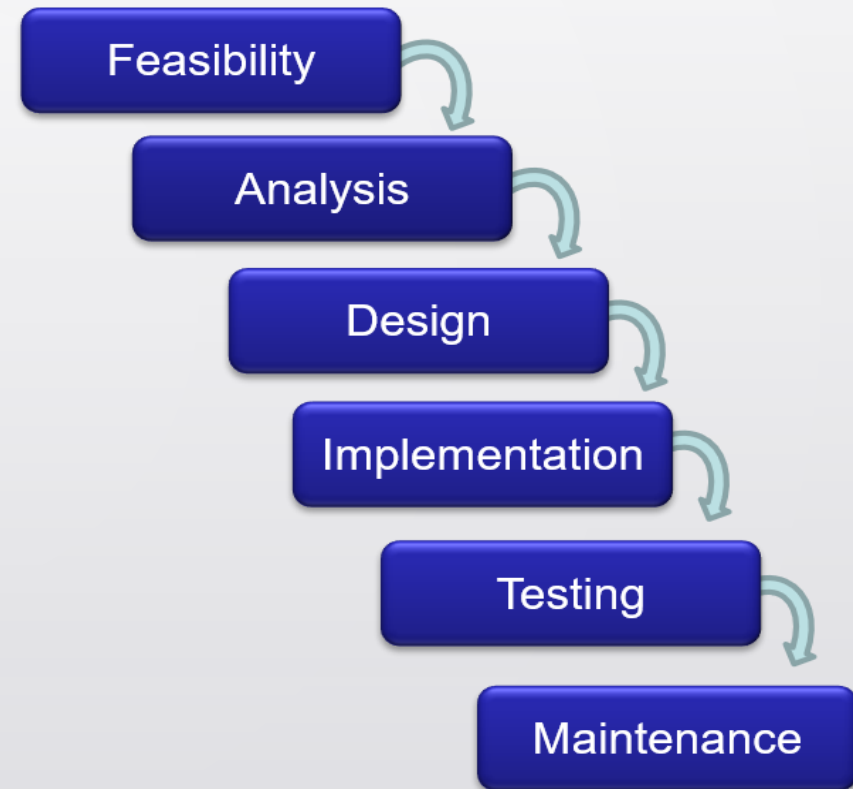 Feasibility
Analysis
Design
Implementation
Testing
Maintenance